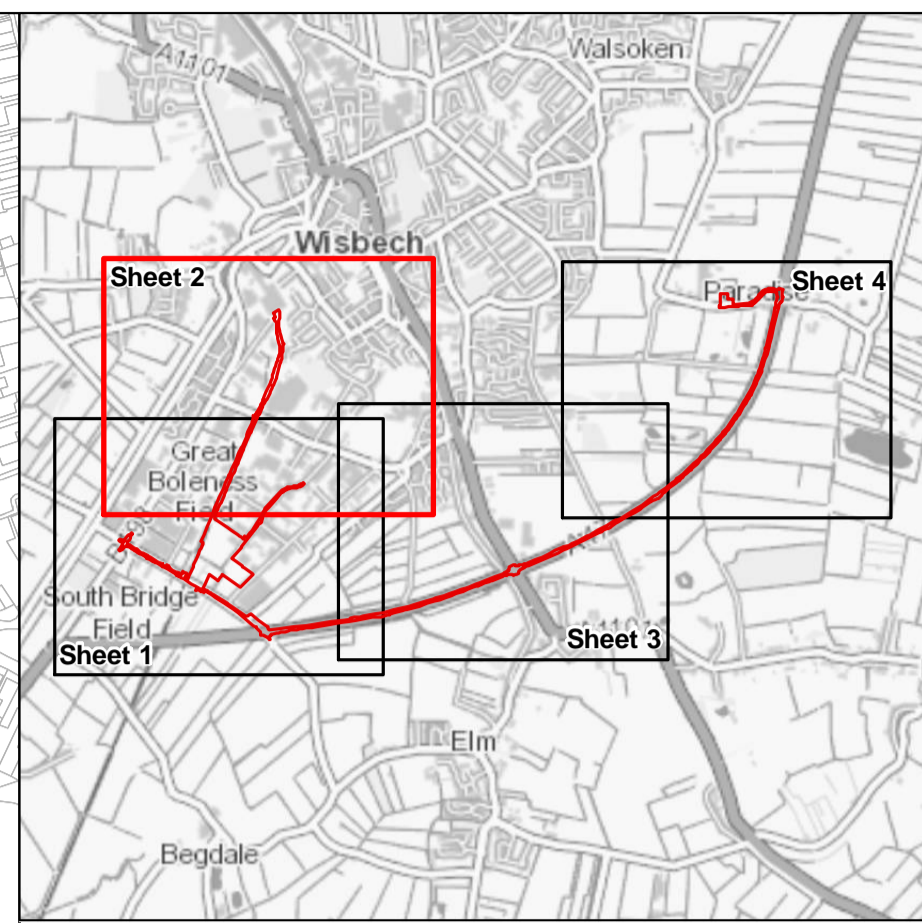 Walsoken
A1101
Wisbech
Sheet 2
Sheet 4
Paradise
Great
Boleness
Field
South Bridge
Field
Sheet 1
Sheet 3
Elm
Begdale